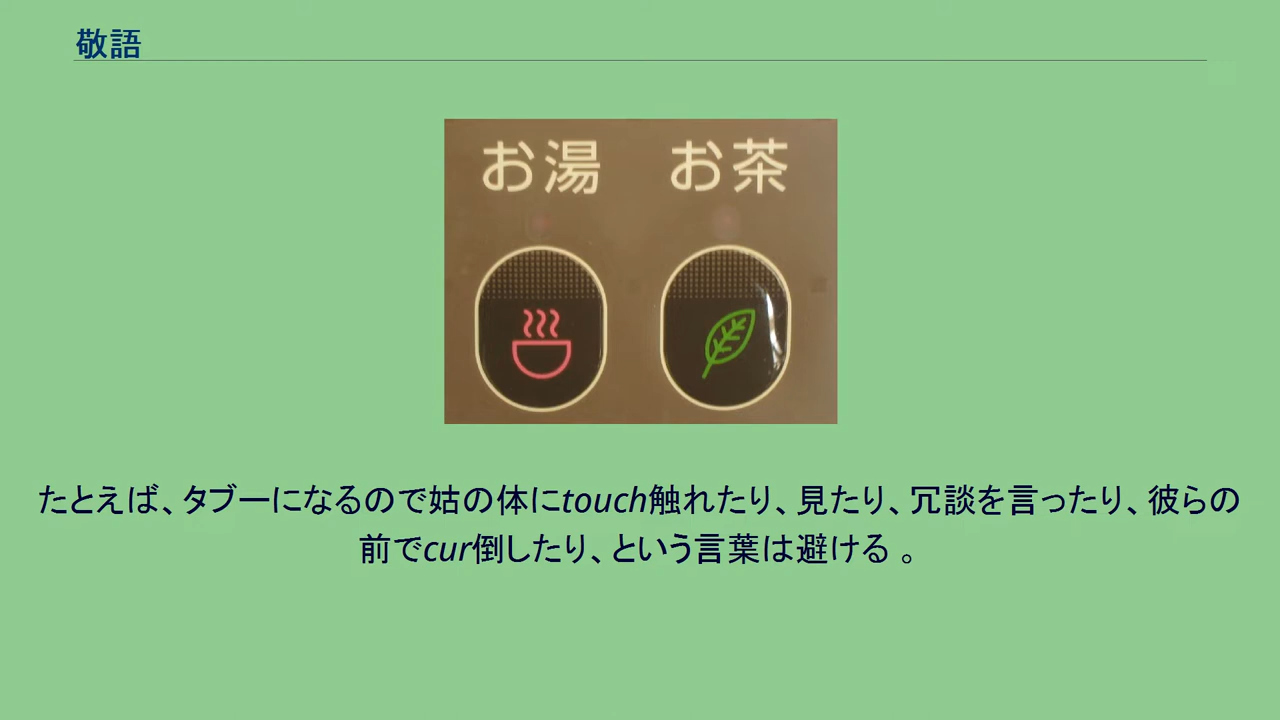 敬語
お湯 お茶
たとえば、タブーになるので姑の体にtouch触れたり、見たり、冗談を言ったり、彼らの
前でcur倒したり、という言葉は避ける 。